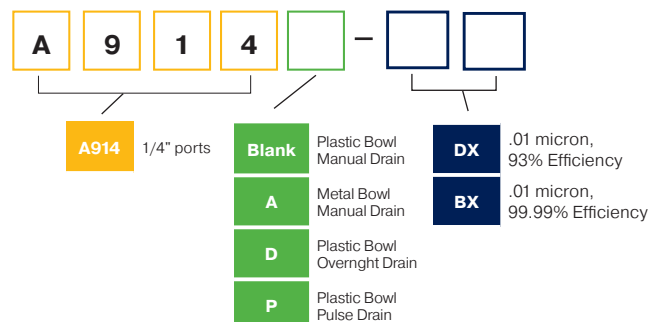 A 9 1 4 –
A914 1/4" ports
Blank Plastic Bowl
Manual Drain
A Metal Bowl
Manual Drain
D Plastic Bowl
Overnght Drain
P Plastic Bowl
Pulse Drain
DX .01 micron,
93% Efficiency
BX .01 micron,
99.99% Efficiency